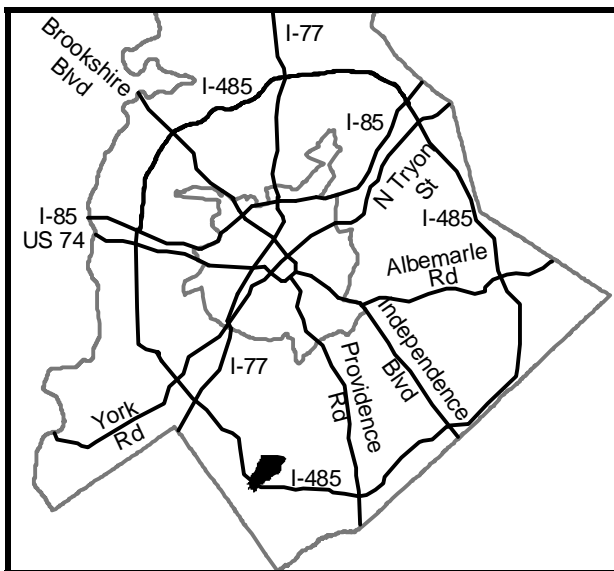 I-77
Brookshire
Blvd
I-485
I-85
N Tryon
St
I-85
US 74
I-485
Albemarle
Rd
Independence
Blvd
Providence
Rd
I-77
York
Rd
I-485